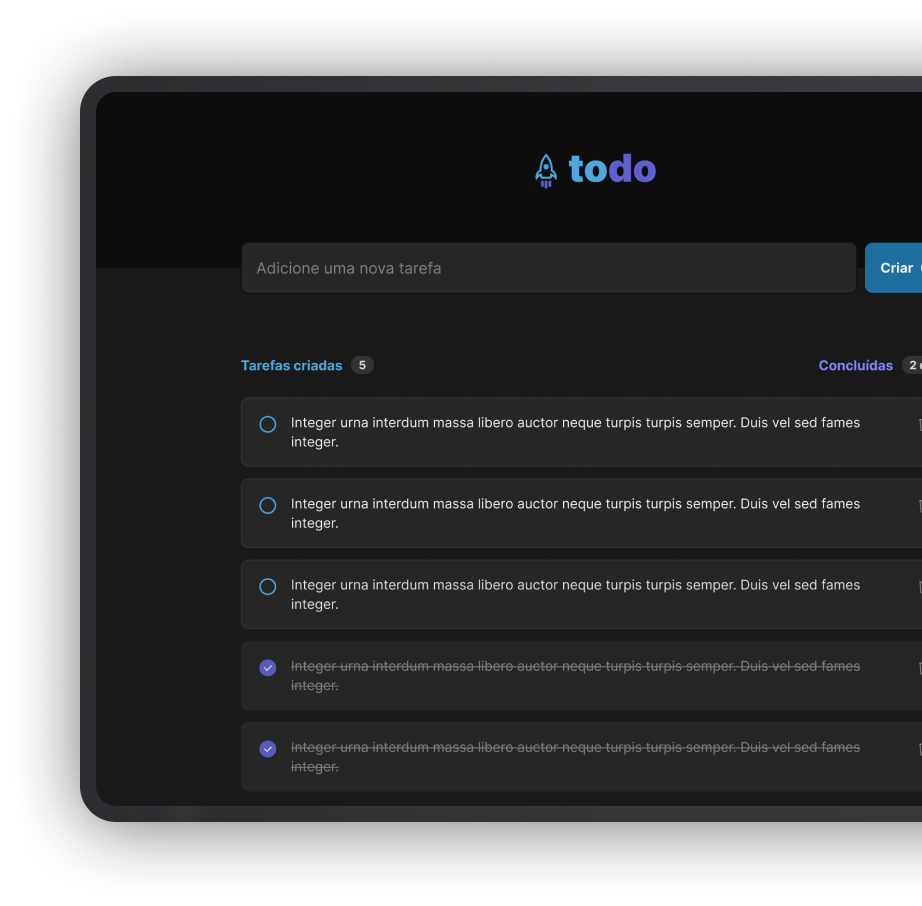 todo
Adicione uma nova tarefa
Criar
Tarefas criadas 5
Concluídas 2
Integer urna interdum massa libero auctor neque turpis turpis semper. Duis vel sed fames
integer.
Integer urna interdum massa libero auctor neque turpis turpis semper. Duis vel sed fames
integer.
Integer urna interdum massa libero auctor neque turpis turpis semper. Duis vel sed fames
integer.
Integer urna interdum massa libero auctor neque turpis turpis semper. Duis vel sed fames
integer.
Integer urna interdum massa libero auctor neque turpis turpis semper. Duis vel sed fames
integer.